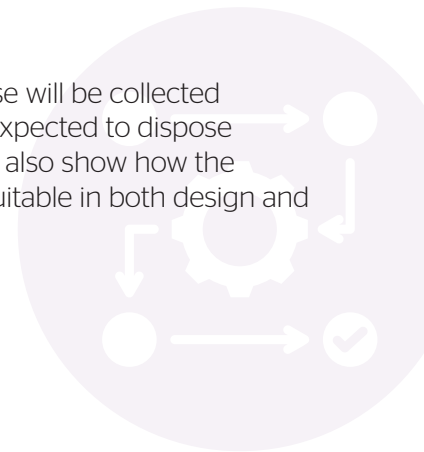 se will be collected
xpected to dispose
also show how the
uitable in both design and